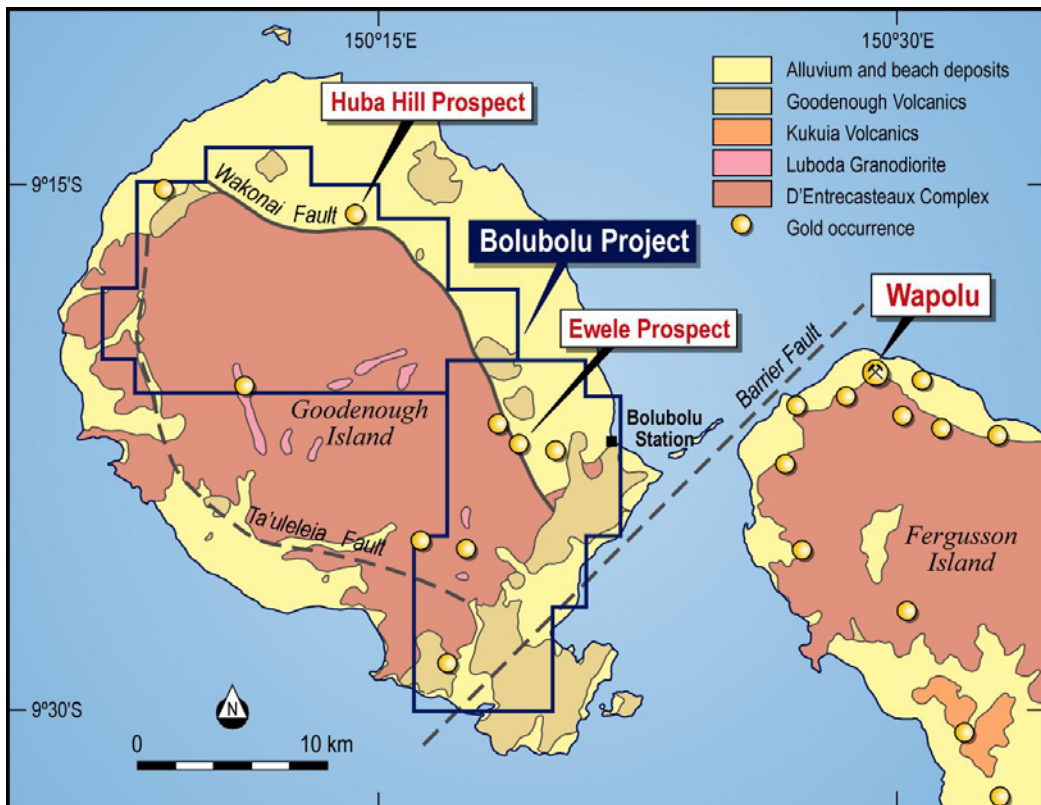 150°15'E
150°30'E
Alluvium and beach deposits
Goodenough Volcanics
Kukuia Volcanics
Luboda Granodiorite
D'Entrecasteaux Complex
Gold occurrence
Huba Hill Prospect
9°15'S
Wakonai Fault
Bolubolu Project
Wapolu
Ewele Prospect
Barrier Fault
Goodenough
Island
Bolubolu
Station
Ta'uleleia Fault
Fergusson
Island
9°30'S
N
0
10 km